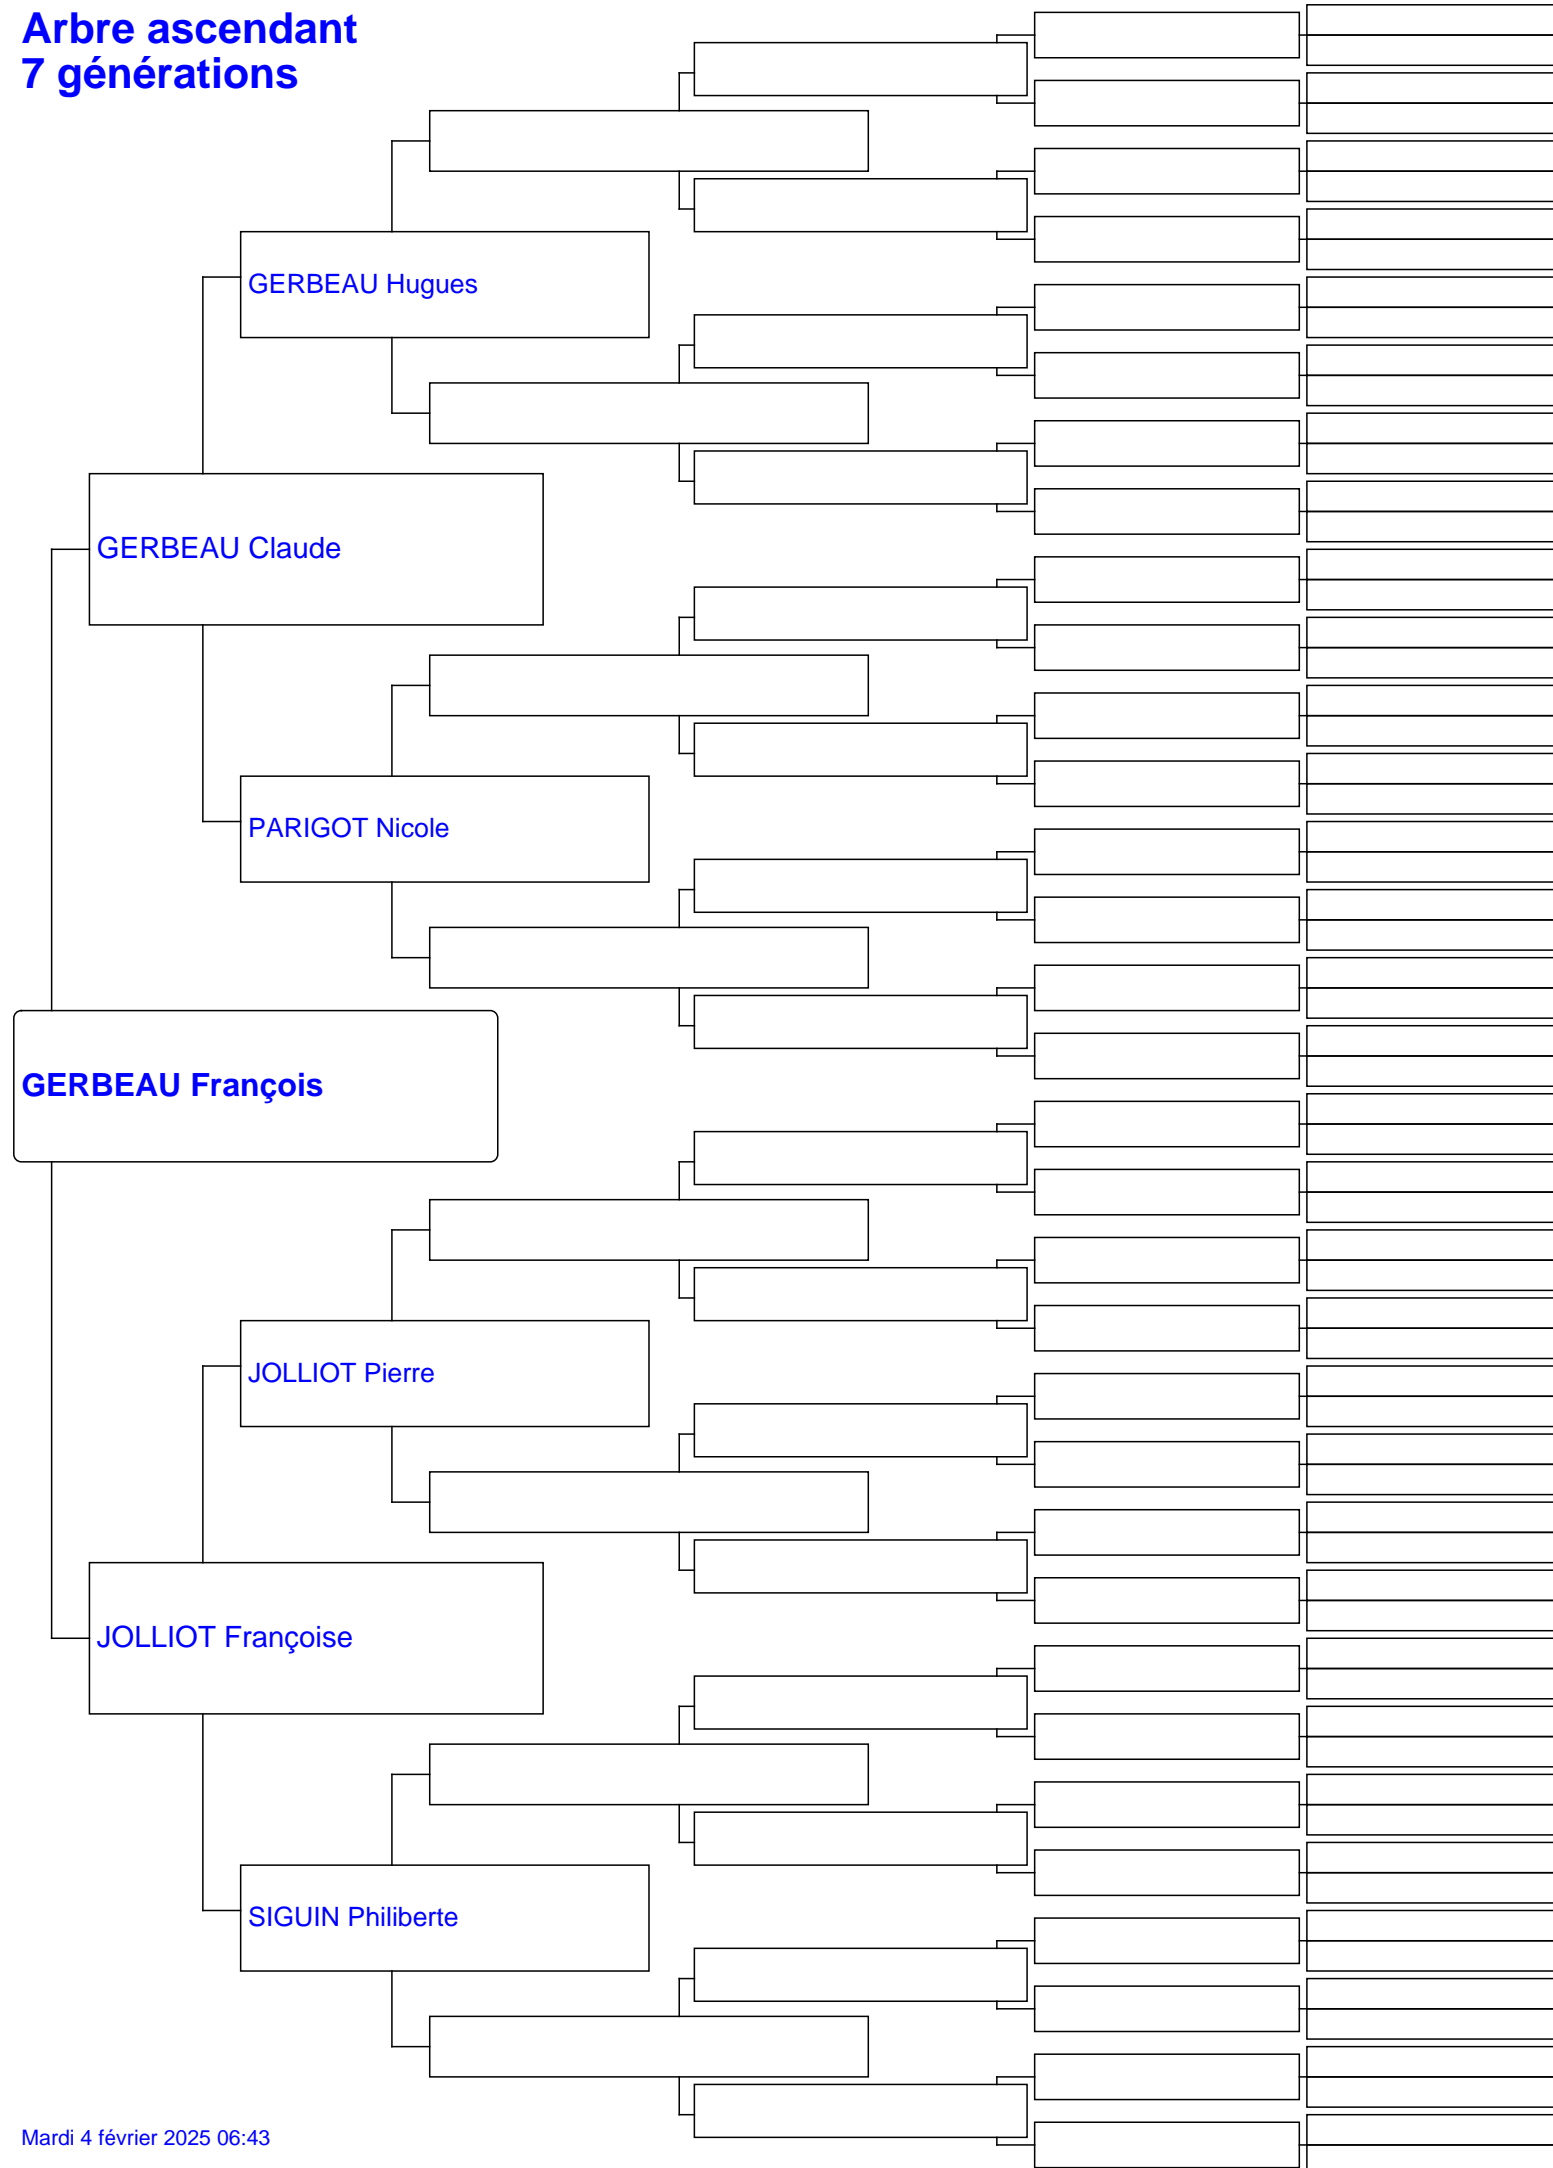 Arbre ascendant
7 générations
GERBEAU Hugues
GERBEAU Claude
PARIGOT Nicole
GERBEAU François
JOLLIOT Pierre
JOLLIOT Françoise
SIGUIN Philiberte
Mardi 4 février 2025 06:43